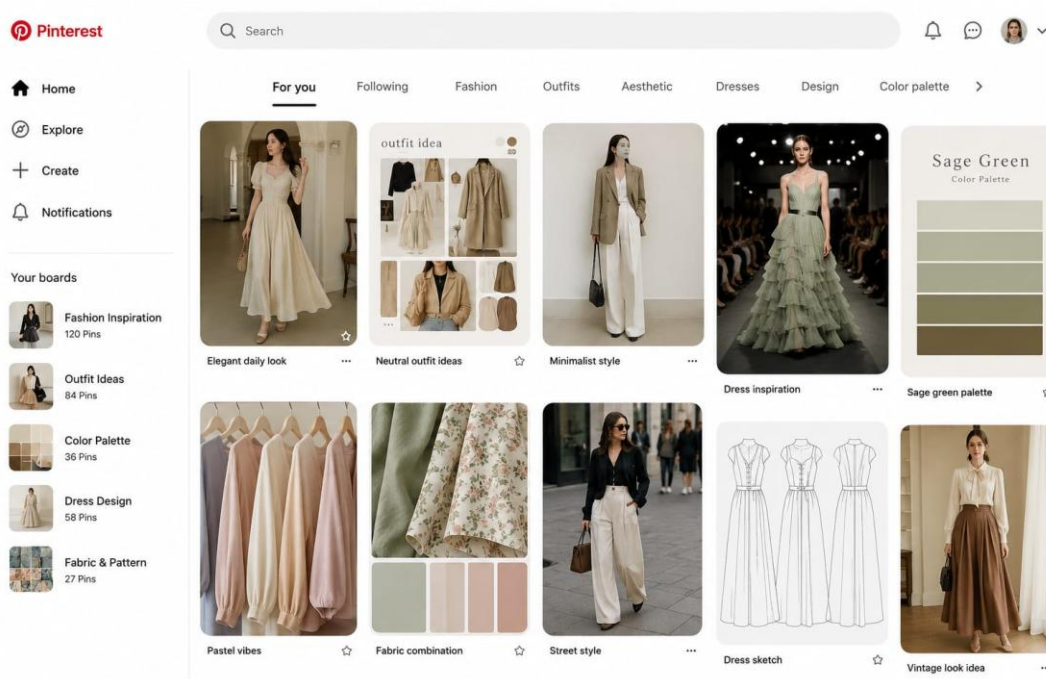 Pinterest
Search
Home
Explore
Create
Notifications
Your boards
Fashion Inspiration
120 Pins
Outfit Ideas
84 Pins
Color Palette
36 Pins
Dress Design
58 Pins
Fabric & Pattern
27 Pins
For you
Following
Fashion
Outfits
Aesthetic
Dresses
Design
Color palette
outfit idea
Sage Green
Color Palette
Elegant daily look
Neutral outfit ideas
Minimalist style
Dress inspiration
Sage green palette
Pastel vibes
Fabric combination
Street style
Dress sketch
Vintage look idea